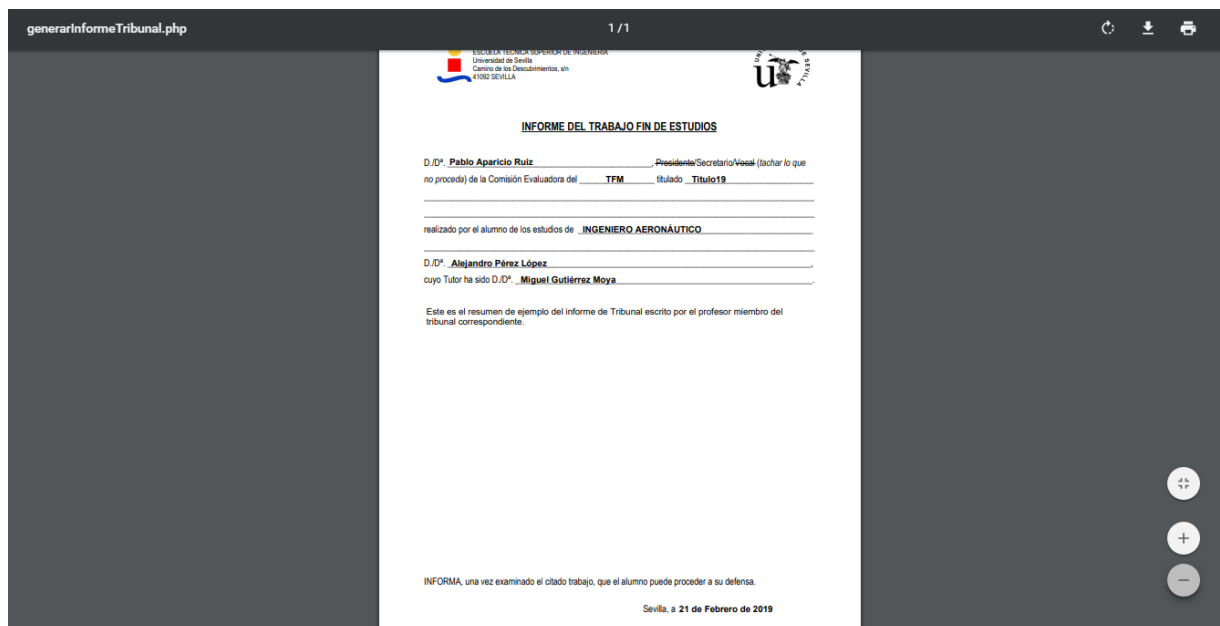 generarInformeTribunal.php
1 / 1
ESCUELA TÉCNICA SUPERIOR DE INGENIERÍA
Universidad de Sevilla
Camino de los Descubrimientos, s/n
41092 SEVILLA
DE SEVILLA
INFORME DEL TRABAJO FIN DE ESTUDIOS
D./Dª. Pablo Aparicio Ruiz, Presidente/Secretario/Vocal (tachar lo que
no proceda) de la Comisión Evaluadora del TFM titulado Titulo19
realizado por el alumno de los estudios de INGENIERO AERONÁUTICO
D./Dª. Alejandro Pérez López,
cuyo Tutor ha sido D./Dª. Miguel Gutiérrez Moya.
Este es el resumen de ejemplo del informe de Tribunal escrito por el profesor miembro del
tribunal correspondiente.
INFORMA, una vez examinado el citado trabajo, que el alumno puede proceder a su defensa.
Sevilla, a 21 de Febrero de 2019